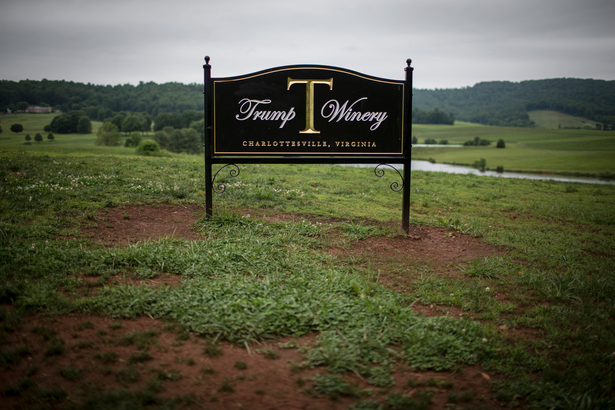 Trump T Winery
CHARLOTTESVILLE, VIRGINIA